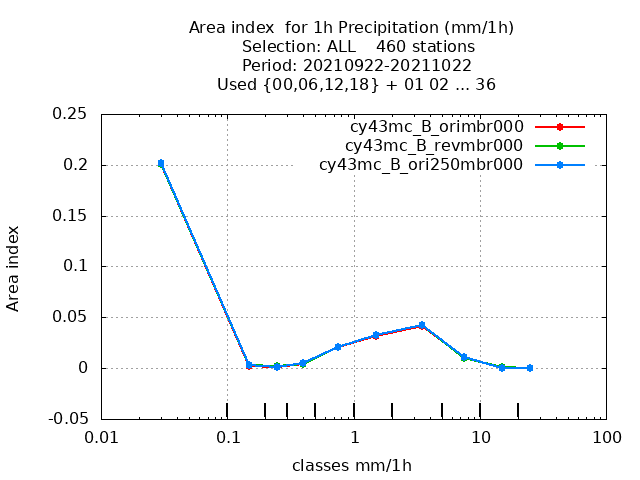 Area index  for 1h Precipitation (mm/1h)
Selection: ALL    460 stations
Period: 20210922-20211022
Used {00,06,12,18} + 01 02 ... 36
cy43mc_B_orimbr000
cy43mc_B_revmbr000
cy43mc_B_ori250mbr000
Area index
0.25
0.2
0.15
0.1
0.05
0
-0.05
0.01 0.1 1 10 100
classes mm/1h